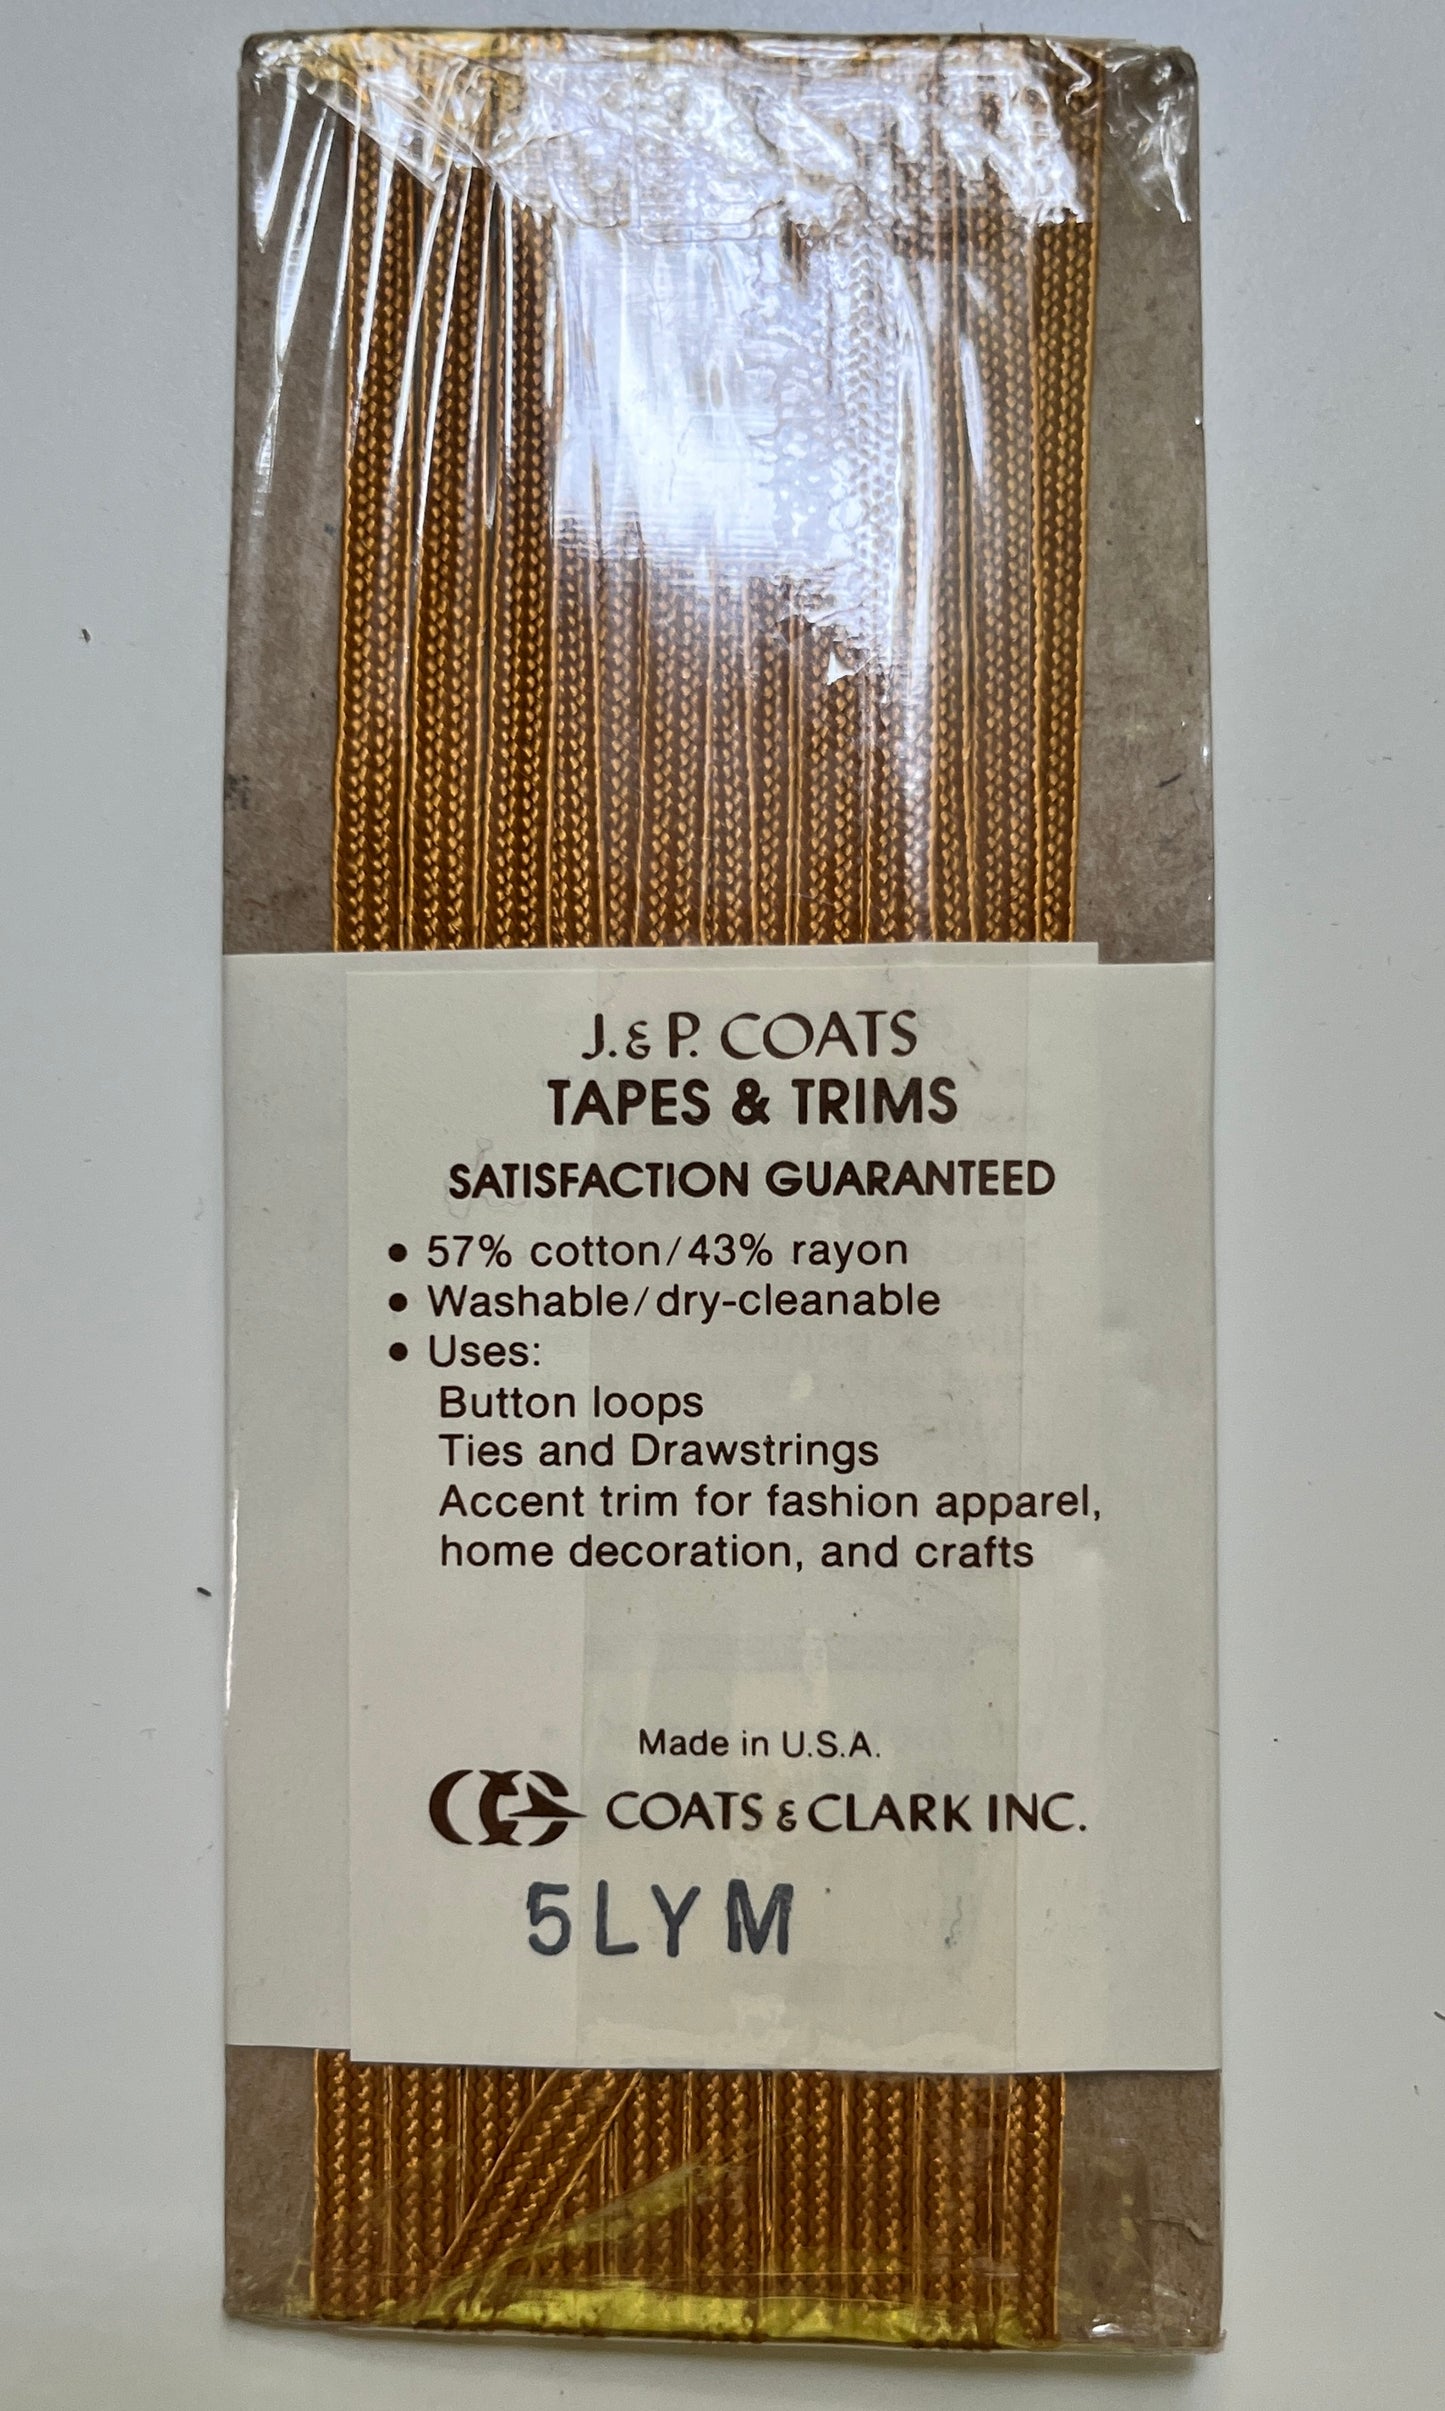 J. & P. COATS
TAPES & TRIMS
SATISFACTION GUARANTEED
• 57% cotton/43% rayon
• Washable/dry-cleanable
• Uses:
Button loops
Ties and Drawstrings
Accent trim for fashion apparel,
home decoration, and crafts
Made in U.S.A.
COATS & CLARK INC.
5LYM